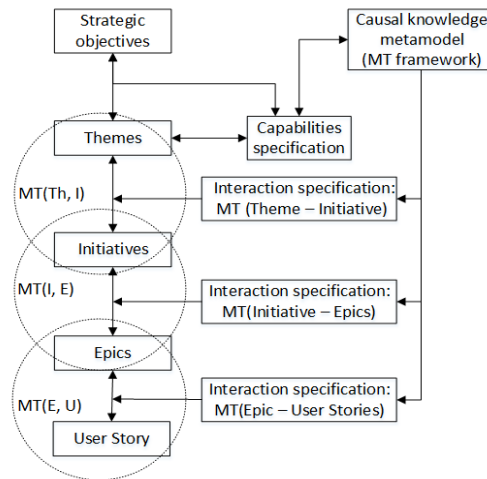 Strategic
objectives
Causal knowledge
metamodel
(MT framework)
Themes
Capabilities
specification
MT(Th, I)
Interaction specification:
MT (Theme – Initiative)
Initiatives
MT(I, E)
Interaction specification:
MT(Initiative – Epics)
Epics
MT(E, U)
Interaction specification:
MT(Epic – User Stories)
User Story